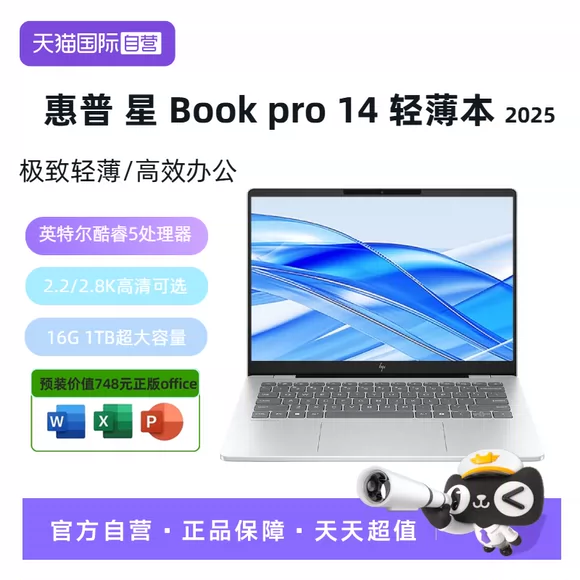 天猫国际自营
惠普 星 Book pro 14 轻薄本 2025
极致轻薄/高效办公
英特尔酷睿5处理器
2.2/2.8K高清可选
16G 1TB超大容量
预装价值748元正版office
W X P
hp
官方自营·正品保障·天天超值